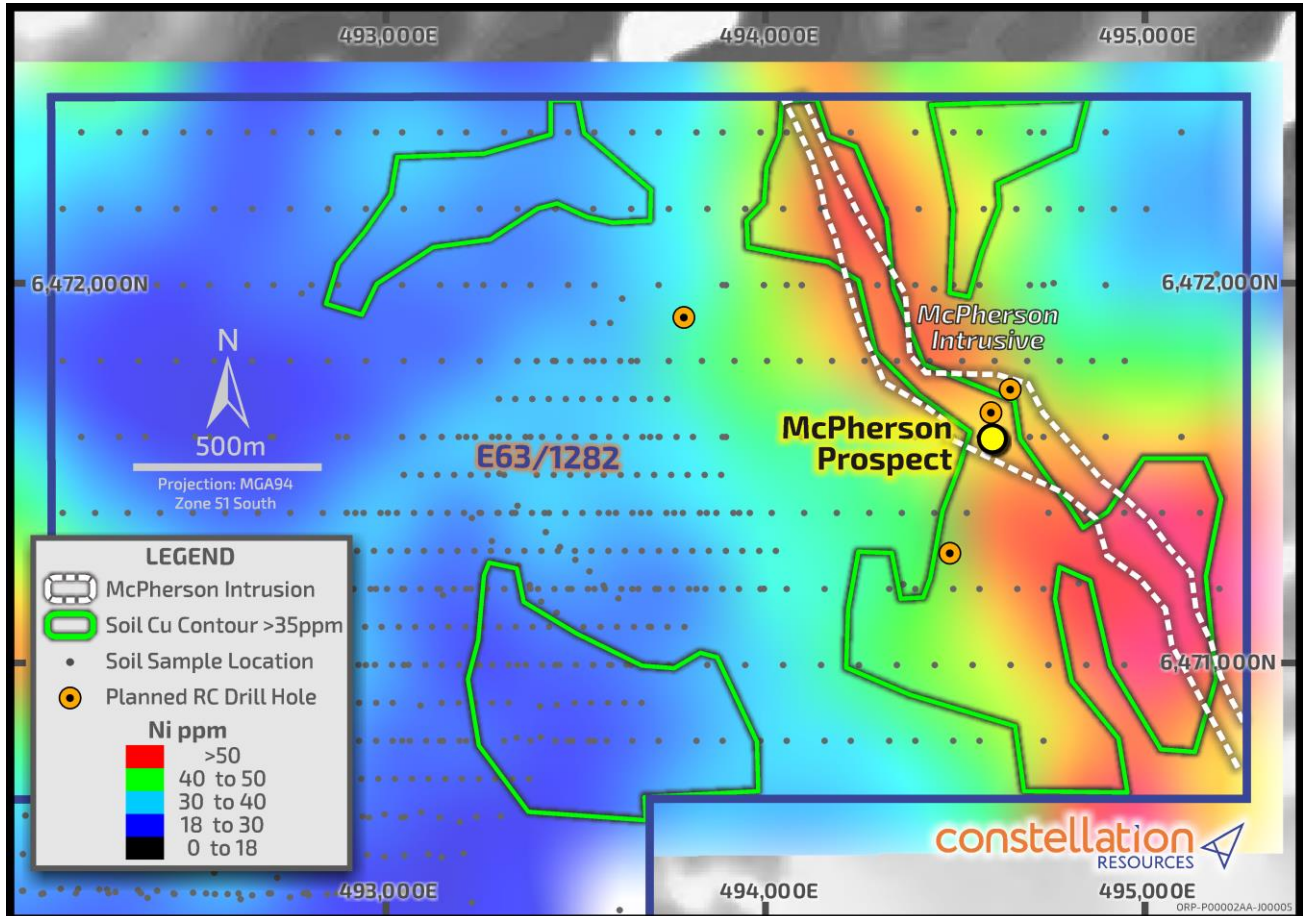 493,000E
494,000E
495,000E
6,472,000N
6,472,000N
McPherson
Intrusive
N
500m
Projection: MGA94
Zone 51 South
E63/1282
McPherson
Prospect
LEGEND
McPherson Intrusion
Soil Cu Contour >35ppm
Soil Sample Location
Planned RC Drill Hole
Ni ppm
>50
40 to 50
30 to 40
18 to 30
0 to 18
6,471,000N
constellation
RESOURCES
493,000E
494,000E
495,000E
ORP-P00002AA-J00005